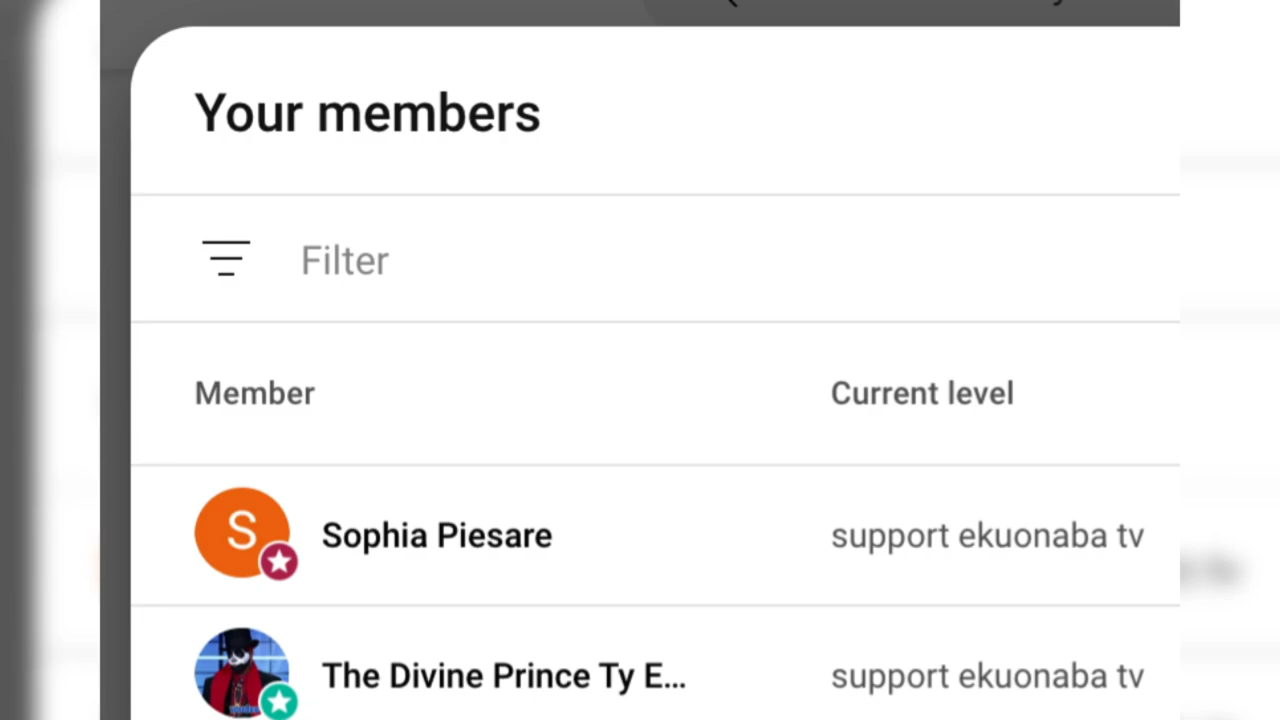 Your members
Filter
Member Current level
S Sophia Piesare support ekuonaba tv
The Divine Prince Ty E... support ekuonaba tv